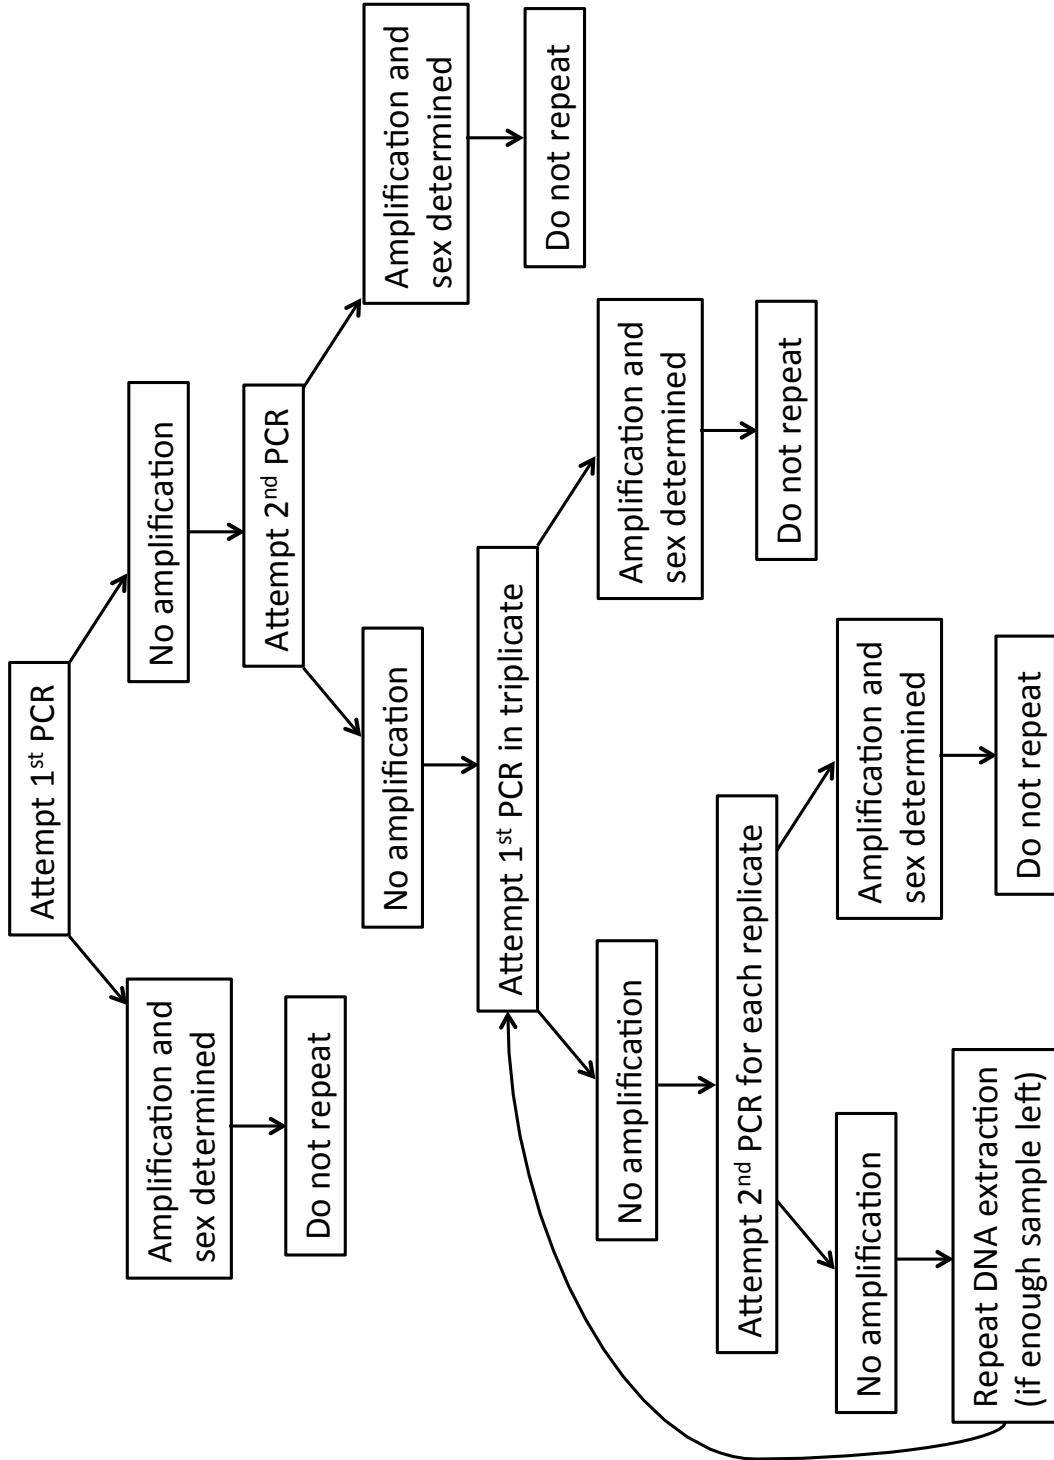 Attempt 1st PCR
Amplification and
sex determined
Do not repeat
No amplification
Attempt 2nd PCR
Amplification and
sex determined
Do not repeat
No amplification
Attempt 1st PCR in triplicate
Amplification and
sex determined
Do not repeat
No amplification
Attempt 2nd PCR for each replicate
Amplification and
sex determined
Do not repeat
No amplification
Repeat DNA extraction
(if enough sample left)